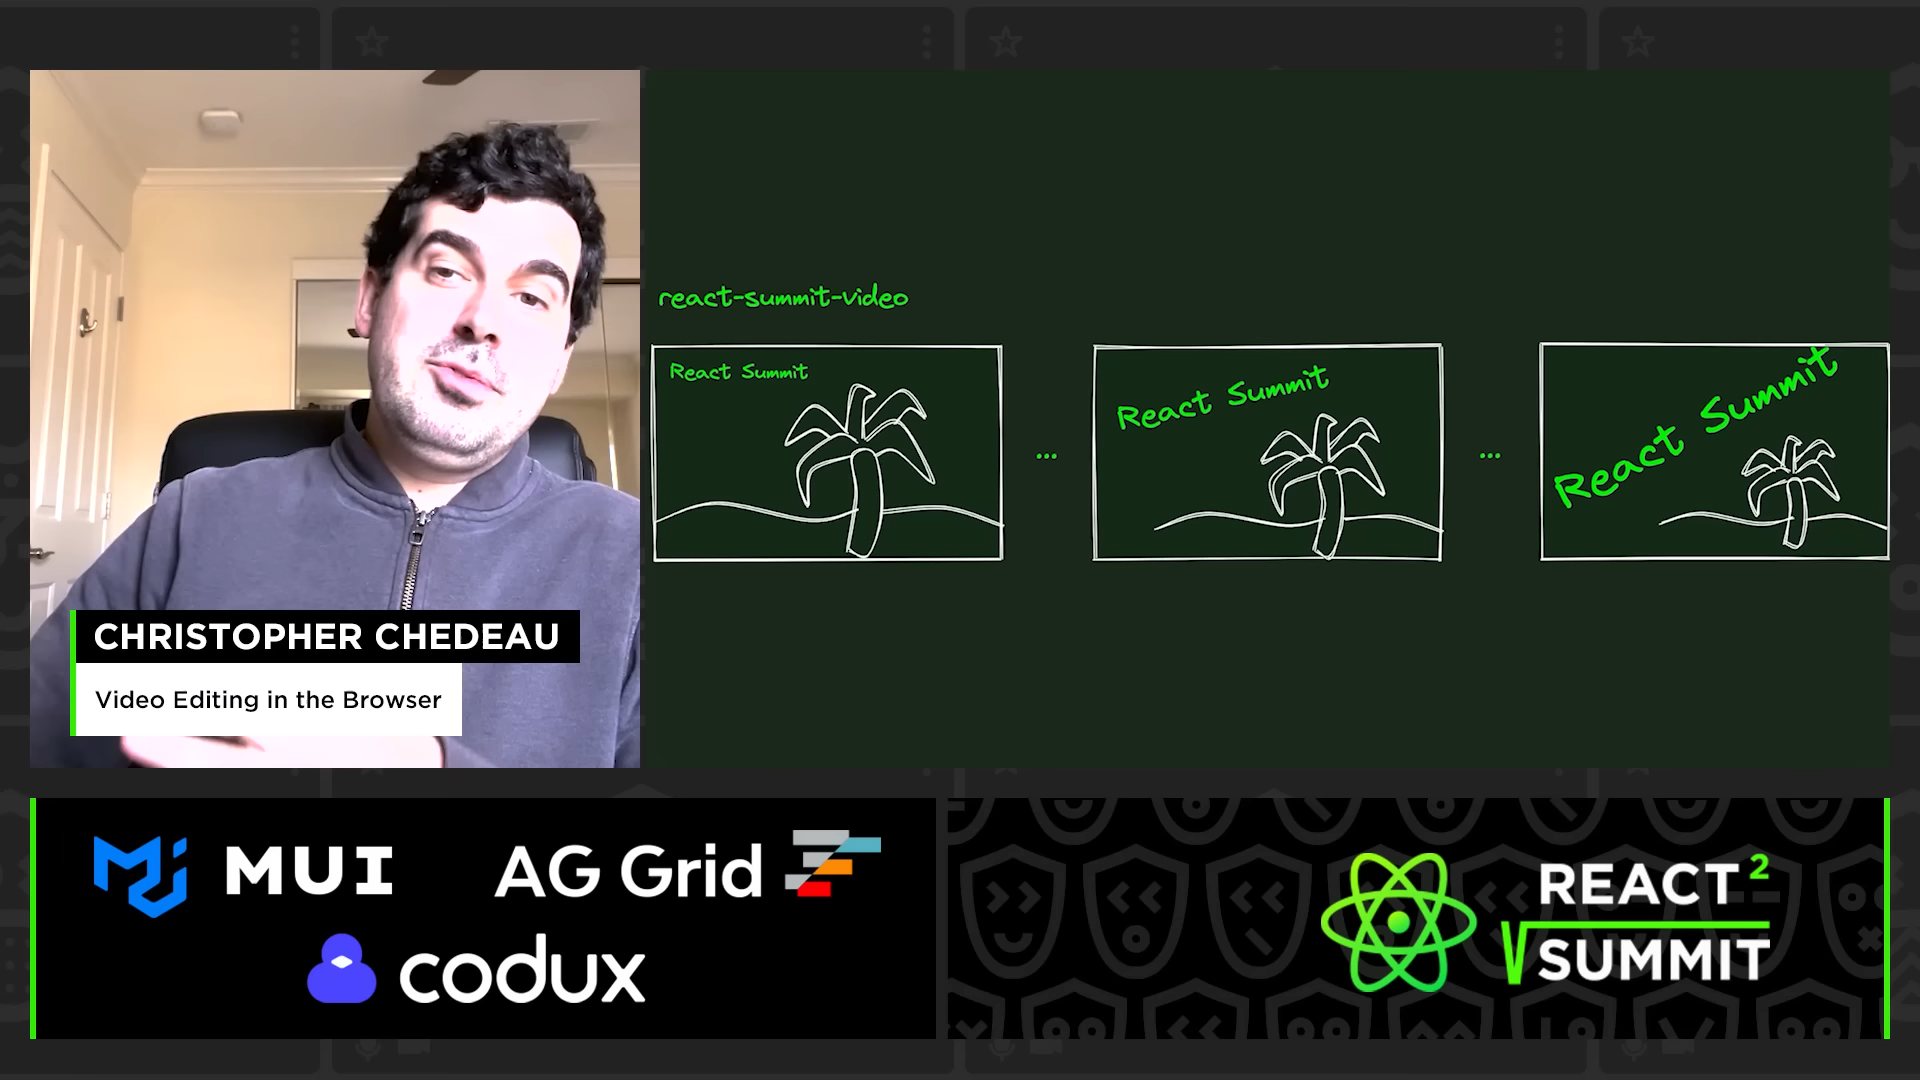 react-summit-video
React Summit
...
React Summit
...
React Summit
CHRISTOPHER CHEDEAU
Video Editing in the Browser
MUI
AG Grid
codux
REACT 2
SUMMIT